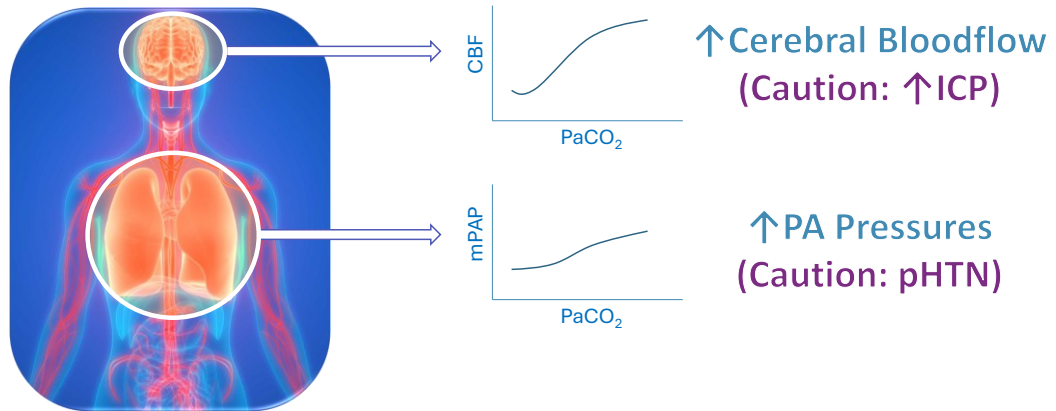 CBF
PaCO₂
↑Cerebral Bloodflow
(Caution: ↑ICP)
mPAP
PaCO₂
↑PA Pressures
(Caution: pHTN)